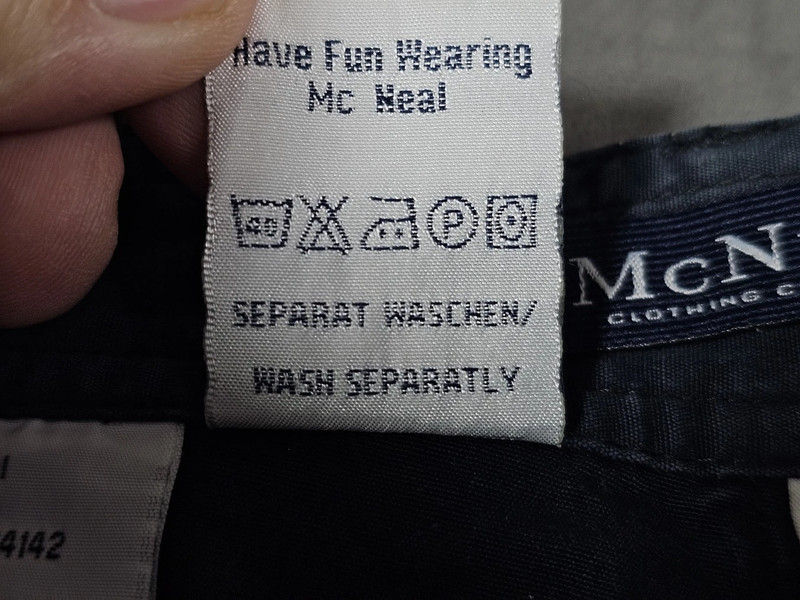 Have Fun Wearing
Mc Neal
40
P
SEPARAT WASCHEN/
WASH SEPARATLY
McN
CLOTHING C
4142